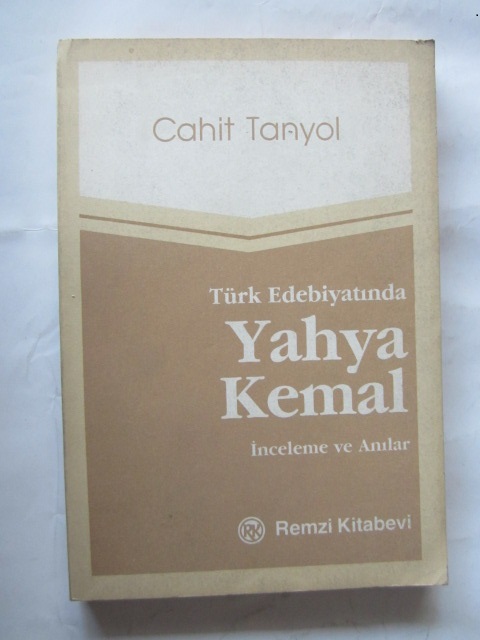 Cahit Tanyol
Türk Edebiyatında
Yahya
Kemal
İnceleme ve Anılar
RK Remzi Kitabevi